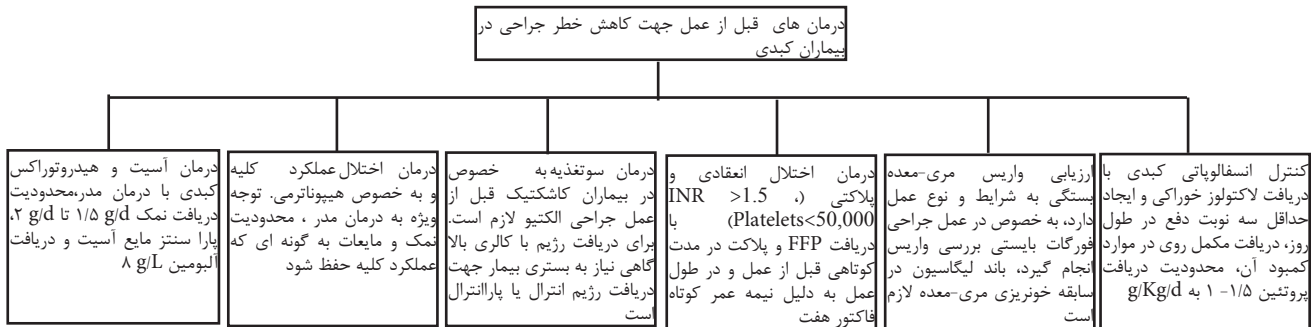 درمان های قبل از عمل جهت کاهش خطر جراحی در
بیماران کبدی
کنترل انسفالوپاتی کبدی با
دریافت لاکتولوز خوراکی و ایجاد
حداقل سه نوبت دفع در طول
روز، دریافت مکمل روی در موارد
کمبود آن، محدودیت دریافت
پروتئین ۱/۵- ۱ به g/Kg/d
ارزیابی واریس مری-معده
بستگی به شرایط و نوع عمل
دارد، به خصوص در عمل جراحی
فورگات بایستی بررسی واریس
انجام گیرد، باند لیگاسیون در
سابقه خونریزی مری-معده لازم
است
درمان اختلال انعقادی و
پلاکتی (، INR >1.5
Platelets<50,000) با
دریافت FFP و پلاکت در مدت
کوتاهی قبل از عمل و در طول
عمل به دلیل نیمه عمر کوتاه
فاکتور هفت
درمان سوتغذیه به خصوص
در بیماران کاشکتیک قبل از
عمل جراحی الکتیو لازم است.
برای دریافت رژیم با کالری بالا
گاهی نیاز به بستری بیمار جهت
دریافت رژیم انترال یا پاراانترال
است
درمان اختلال عملکرد کلیه
و به خصوص هیپوناترمی. توجه
ویژه به درمان مدر ، محدودیت
نمک و مایعات به گونه ای که
عملکرد کلیه حفظ شود
درمان آسیت و هیدروتوراکس
کبدی با درمان مدر،محدودیت
دریافت نمک ۱/۵ g/d تا ۲ g/d،
پارا سنتز مایع آسیت و دریافت
آلبومین ۸ g/L